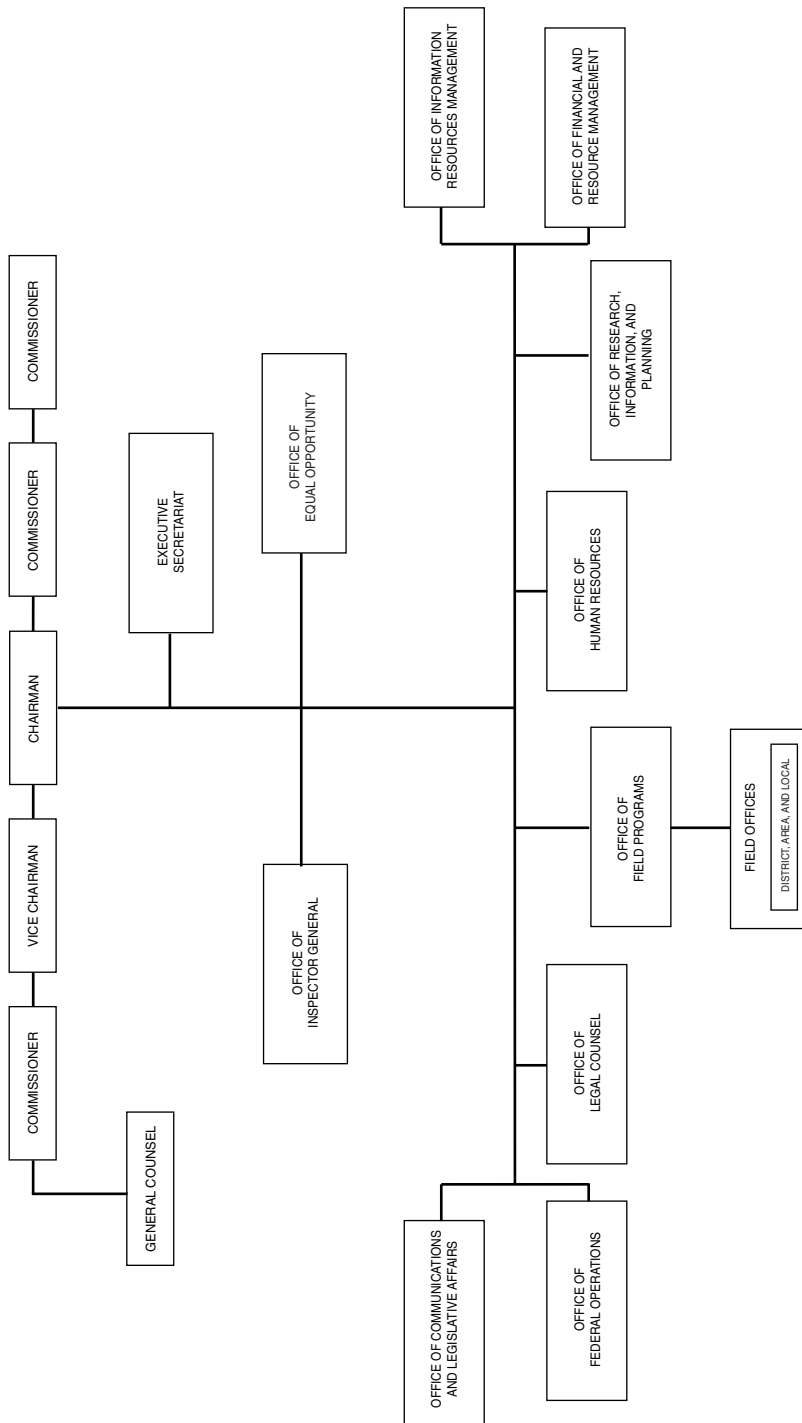 COMMISSIONER
VICE CHAIRMAN
CHAIRMAN
COMMISSIONER
COMMISSIONER
GENERAL COUNSEL
EXECUTIVE
SECRETARIAT
OFFICE OF
INSPECTOR GENERAL
OFFICE OF
EQUAL OPPORTUNITY
OFFICE OF COMMUNICATIONS
AND LEGISLATIVE AFFAIRS
OFFICE OF INFORMATION
RESOURCES MANAGEMENT
OFFICE OF
FEDERAL OPERATIONS
OFFICE OF
LEGAL COUNSEL
OFFICE OF
FIELD PROGRAMS
OFFICE OF
HUMAN RESOURCES
OFFICE OF RESEARCH,
INFORMATION, AND
PLANNING
OFFICE OF FINANCIAL AND
RESOURCE MANAGEMENT
FIELD OFFICES
DISTRICT, AREA, AND LOCAL